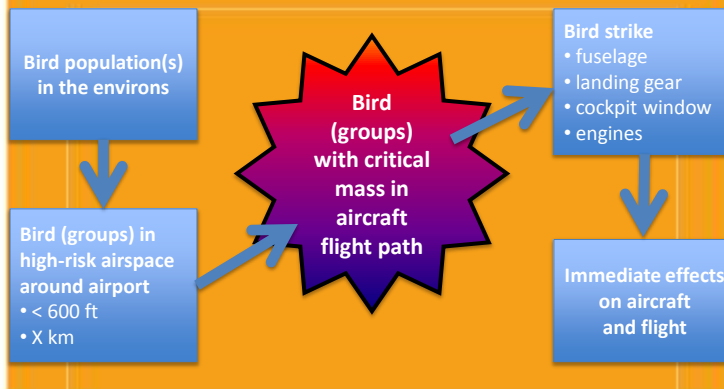 Bird population(s)
in the environs
Bird (groups) in
high-risk airspace
around airport
• < 600 ft
• X km
Bird
(groups)
with critical
mass in
aircraft
flight path
Bird strike
• fuselage
• landing gear
• cockpit window
• engines
Immediate effects
on aircraft
and flight